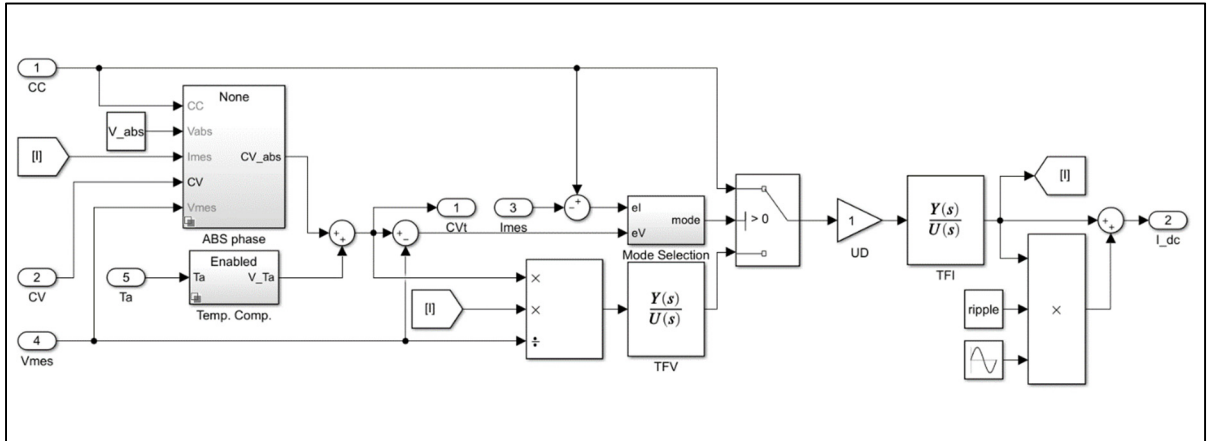 1
CC
None
CC
V_abs
Vabs
[I]
Imes
CV_abs
CV
Vmes
ABS phase
2
CV
5
Ta
Enabled
Ta
V_Ta
Temp. Comp.
4
Vmes
+
+
+
−
1
CVt
3
Imes
−
+
eI
mode
eV
Mode Selection
[I]
×
×
÷
Y(s)
U(s)
TFV
> 0
1
UD
Y(s)
U(s)
TFI
[I]
ripple
×
+
+
2
I_dc